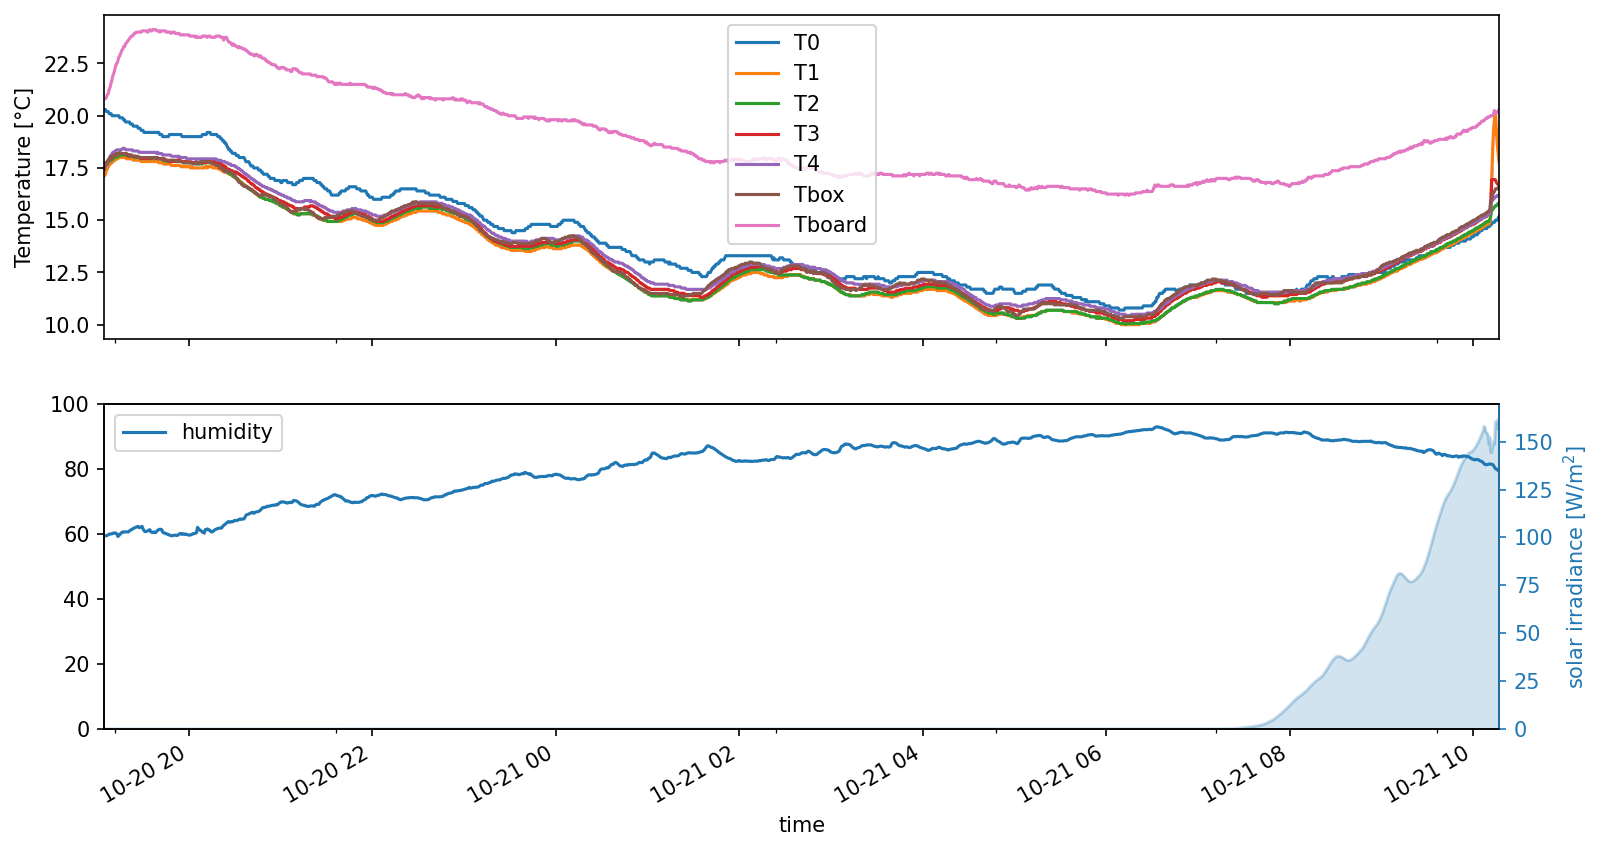 Temperature [°C]
22.5
20.0
17.5
15.0
12.5
10.0
T0
T1
T2
T3
T4
Tbox
Tboard
100
80
60
40
20
0
humidity
150
125
100
75
50
25
0
solar irradiance [W/m²]
10-20 20
10-20 22
10-21 00
10-21 02
10-21 04
10-21 06
10-21 08
10-21 10
time